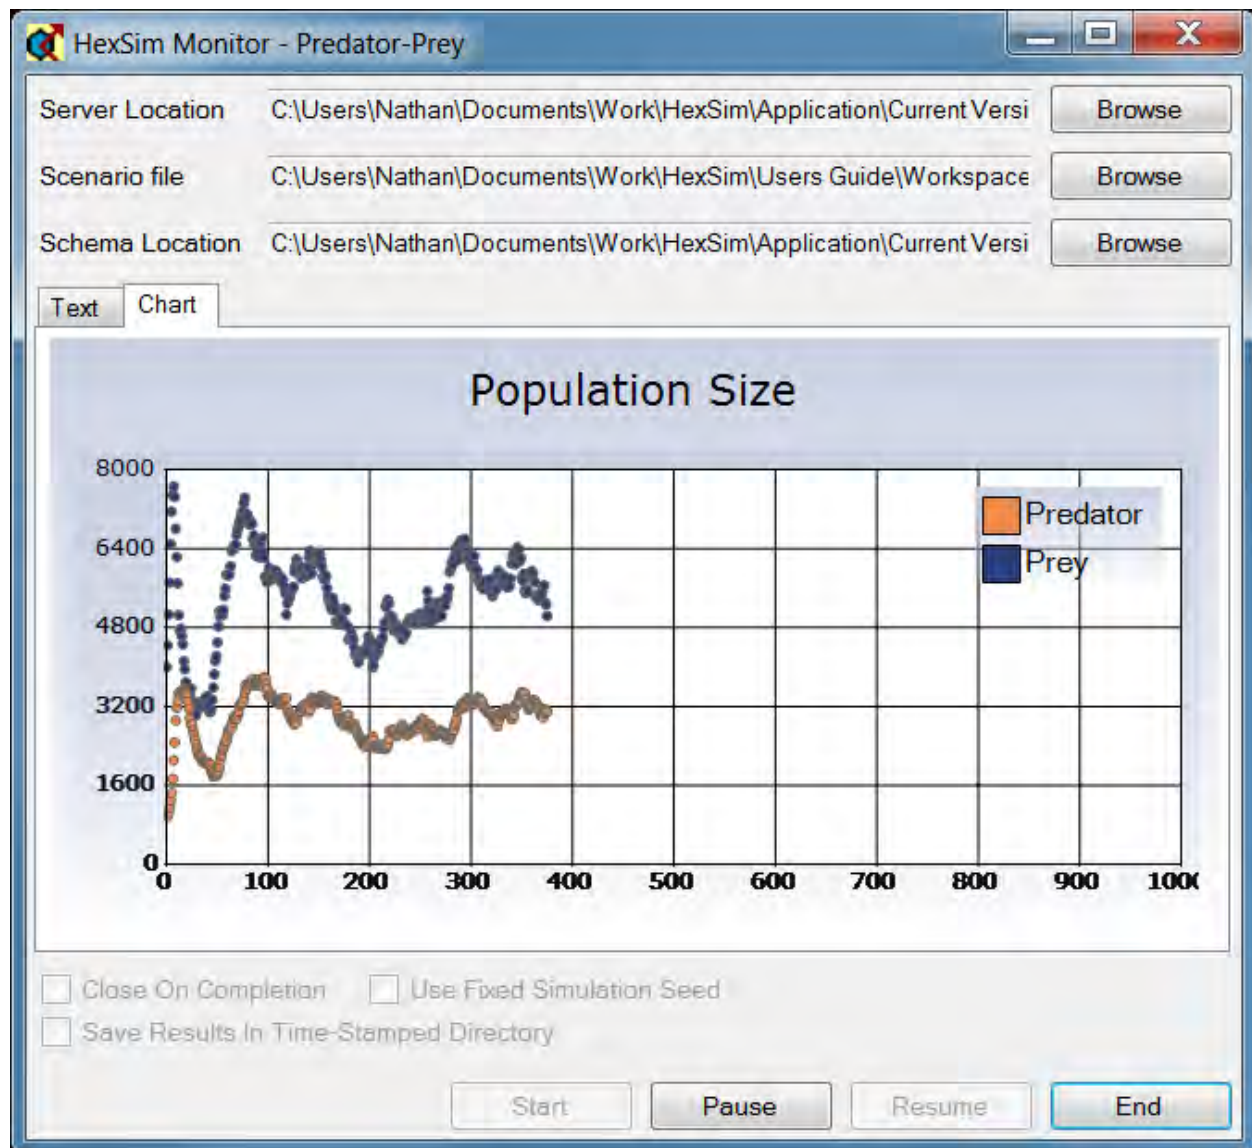 HexSim Monitor - Predator-Prey
Server Location C:\Users\Nathan\Documents\Work\HexSim\Application\Current Versi Browse
Scenario file C:\Users\Nathan\Documents\Work\HexSim\Users Guide\Workspace Browse
Schema Location C:\Users\Nathan\Documents\Work\HexSim\Application\Current Versi Browse
Text Chart
Population Size
8000
6400
4800
3200
1600
0
Predator
Prey
0 100 200 300 400 500 600 700 800 900 100
Close On Completion Use Fixed Simulation Seed
Save Results In Time-Stamped Directory
Start Pause Resume End